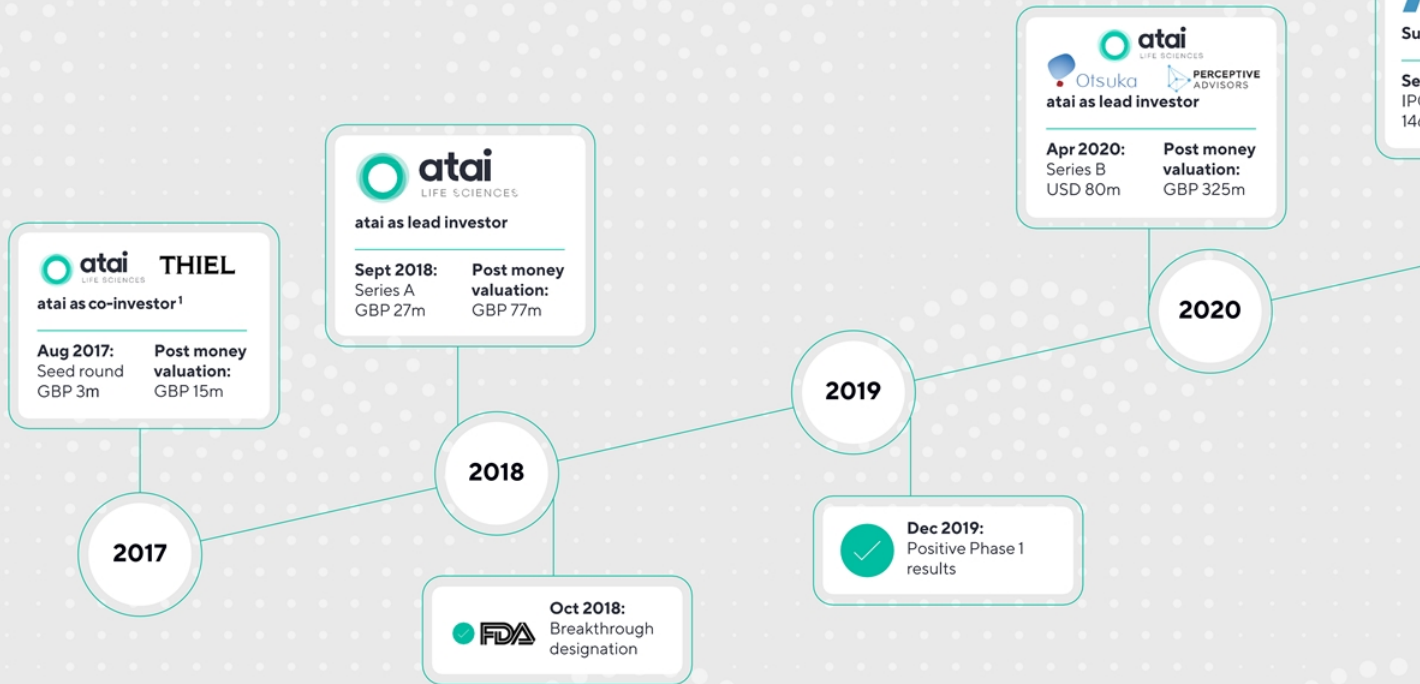 atai
LIFE SCIENCES
THIEL
atai as co-investor¹
Aug 2017:
Seed round
GBP 3m
Post money
valuation:
GBP 15m
2017
atai
LIFE SCIENCES
atai as lead investor
Sept 2018:
Series A
GBP 27m
Post money
valuation:
GBP 77m
2018
FDA
Oct 2018:
Breakthrough
designation
2019
Dec 2019:
Positive Phase 1
results
atai
LIFE SCIENCES
Otsuka
PERCEPTIVE
ADVISORS
atai as lead investor
Apr 2020:
Series B
USD 80m
Post money
valuation:
GBP 325m
2020